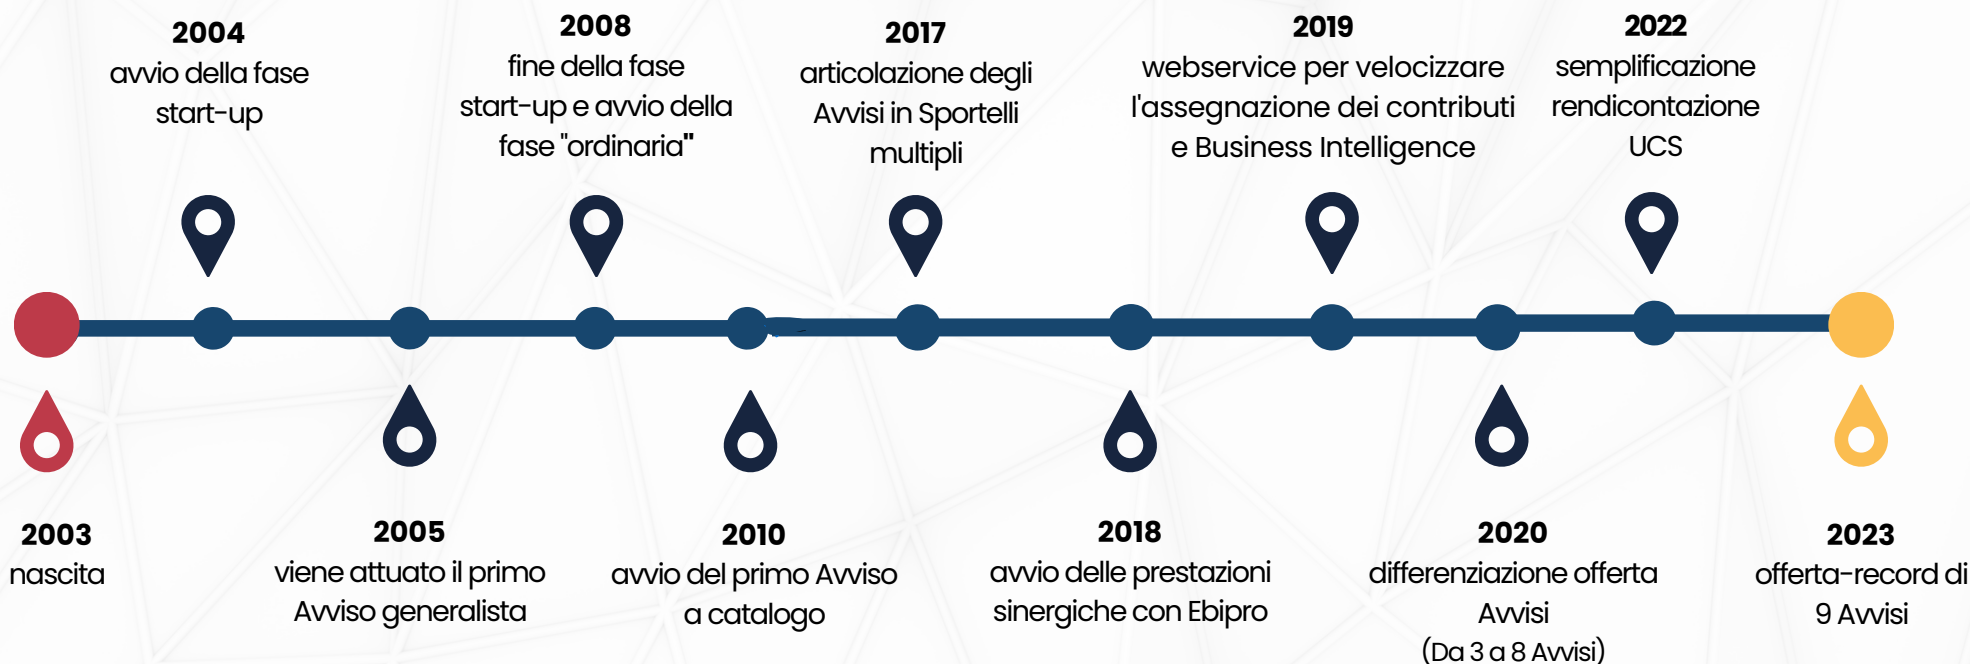 2004
avvio della fase
start-up
2008
fine della fase
start-up e avvio della
fase "ordinaria"
2017
articolazione degli
Avvisi in Sportelli
multipli
2019
webservice per velocizzare
l'assegnazione dei contributi
e Business Intelligence
2022
semplificazione
rendicontazione
UCS
2003
nascita
2005
viene attuato il primo
Avviso generalista
2010
avvio del primo Avviso
a catalogo
2018
avvio delle prestazioni
sinergiche con Ebipro
2020
differenziazione offerta
Avvisi
(Da 3 a 8 Avvisi)
2023
offerta-record di
9 Avvisi